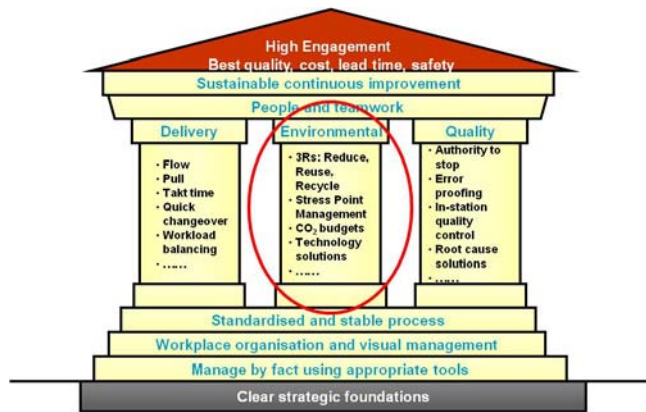 High Engagement
Best quality, cost, lead time, safety
Sustainable continuous improvement
People and teamwork
Delivery
· Flow
· Pull
· Takt time
· Quick
changeover
· Workload
balancing
· ......
Environmental
· 3Rs: Reduce,
Reuse,
Recycle
· Stress Point
Management
· CO₂ budgets
· Technology
solutions
· ......
Quality
· Authority to
stop
· Error
proofing
· In-station
quality
control
· Root cause
solutions
· ......
Standardised and stable process
Workplace organisation and visual management
Manage by fact using appropriate tools
Clear strategic foundations